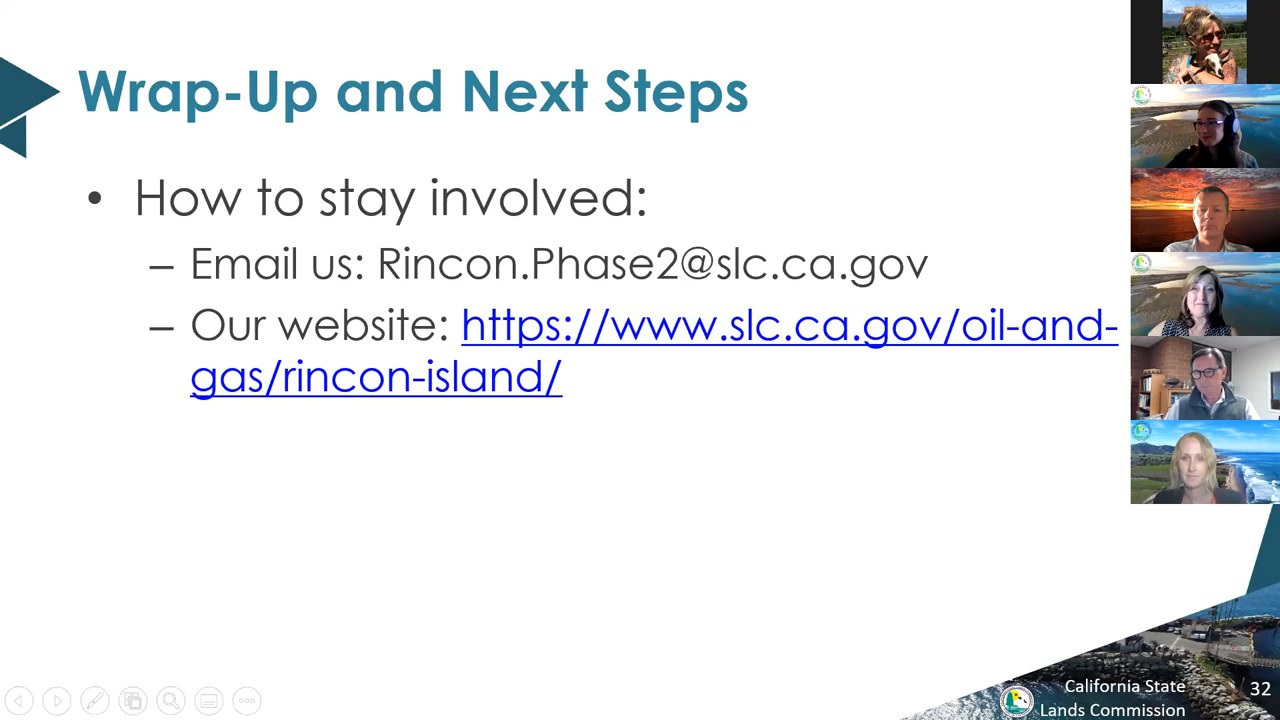 Wrap-Up and Next Steps
• How to stay involved:
– Email us: Rincon.Phase2@slc.ca.gov
– Our website: https://www.slc.ca.gov/oil-and-
gas/rincon-island/
California State
Lands Commission
32